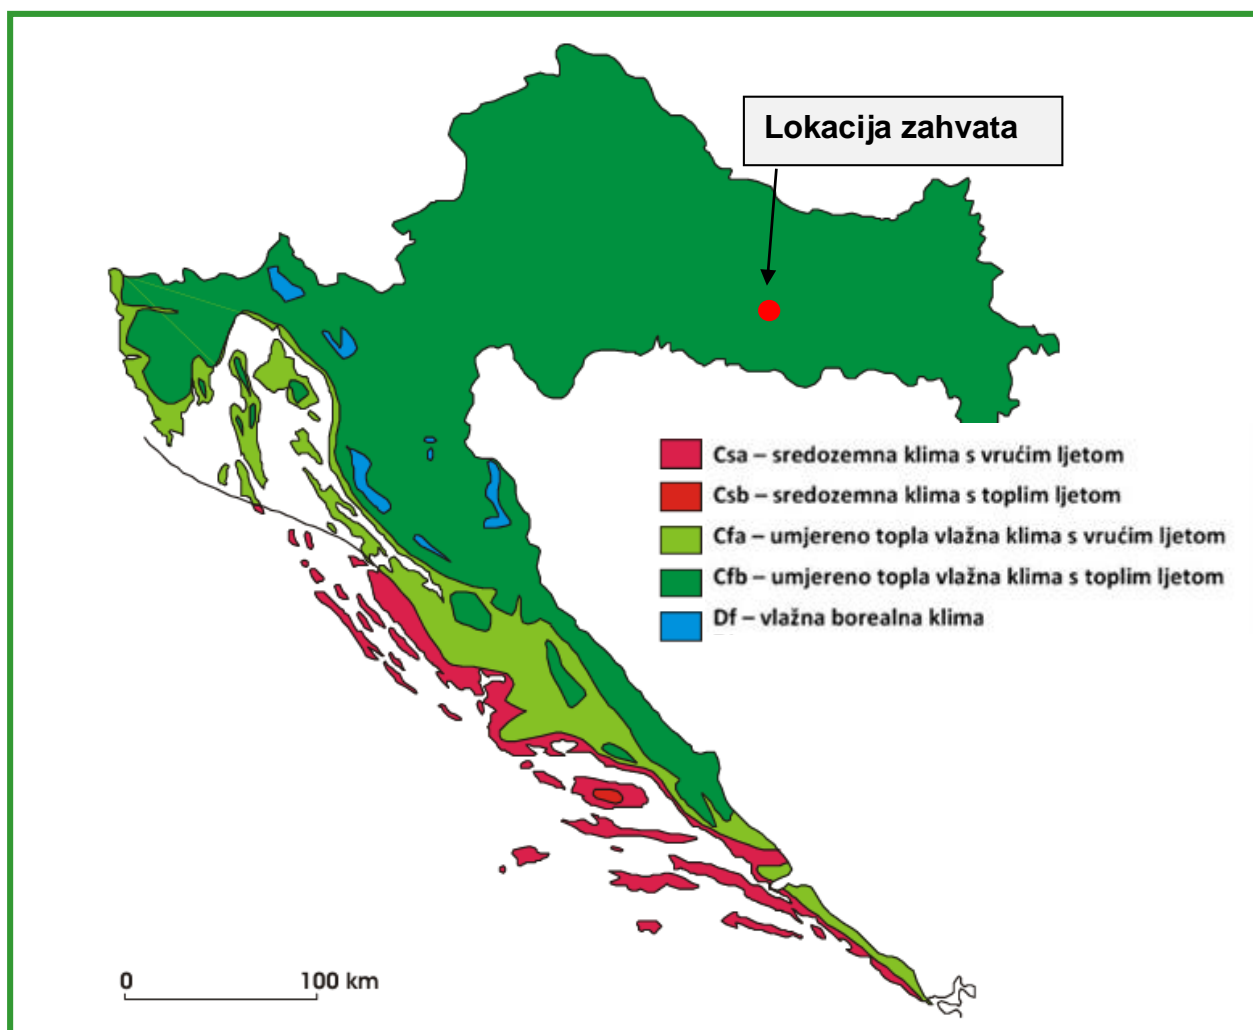 Lokacija zahvata
Csa – sredozemna klima s vrućim ljetom
Csb – sredozemna klima s toplim ljetom
Cfa – umjereno topla vlažna klima s vrućim ljetom
Cfb – umjereno topla vlažna klima s toplim ljetom
Df – vlažna borealna klima
0 100 km